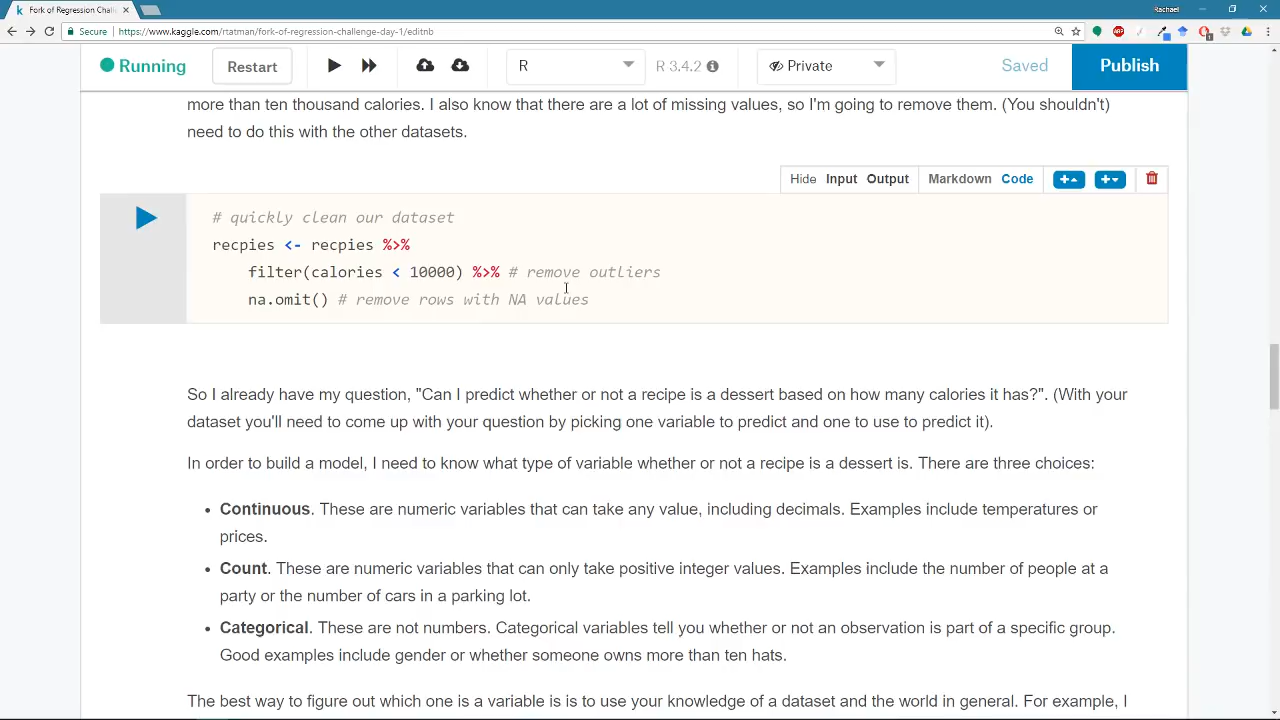 k Fork of Regression Chall ×
Rachael
Secure | https://www.kaggle.com/rtatman/fork-of-regression-challenge-day-1/editnb
Running Restart R R 3.4.2 Private Saved Publish
more than ten thousand calories. I also know that there are a lot of missing values, so I'm going to remove them. (You shouldn't)
need to do this with the other datasets.
Hide Input Output Markdown Code
# quickly clean our dataset
recpies <- recpies %>%
filter(calories < 10000) %>% # remove outliers
na.omit() # remove rows with NA values
So I already have my question, "Can I predict whether or not a recipe is a dessert based on how many calories it has?". (With your
dataset you'll need to come up with your question by picking one variable to predict and one to use to predict it).
In order to build a model, I need to know what type of variable whether or not a recipe is a dessert is. There are three choices:
• Continuous. These are numeric variables that can take any value, including decimals. Examples include temperatures or
prices.
• Count. These are numeric variables that can only take positive integer values. Examples include the number of people at a
party or the number of cars in a parking lot.
• Categorical. These are not numbers. Categorical variables tell you whether or not an observation is part of a specific group.
Good examples include gender or whether someone owns more than ten hats.
The best way to figure out which one is a variable is is to use your knowledge of a dataset and the world in general. For example, I